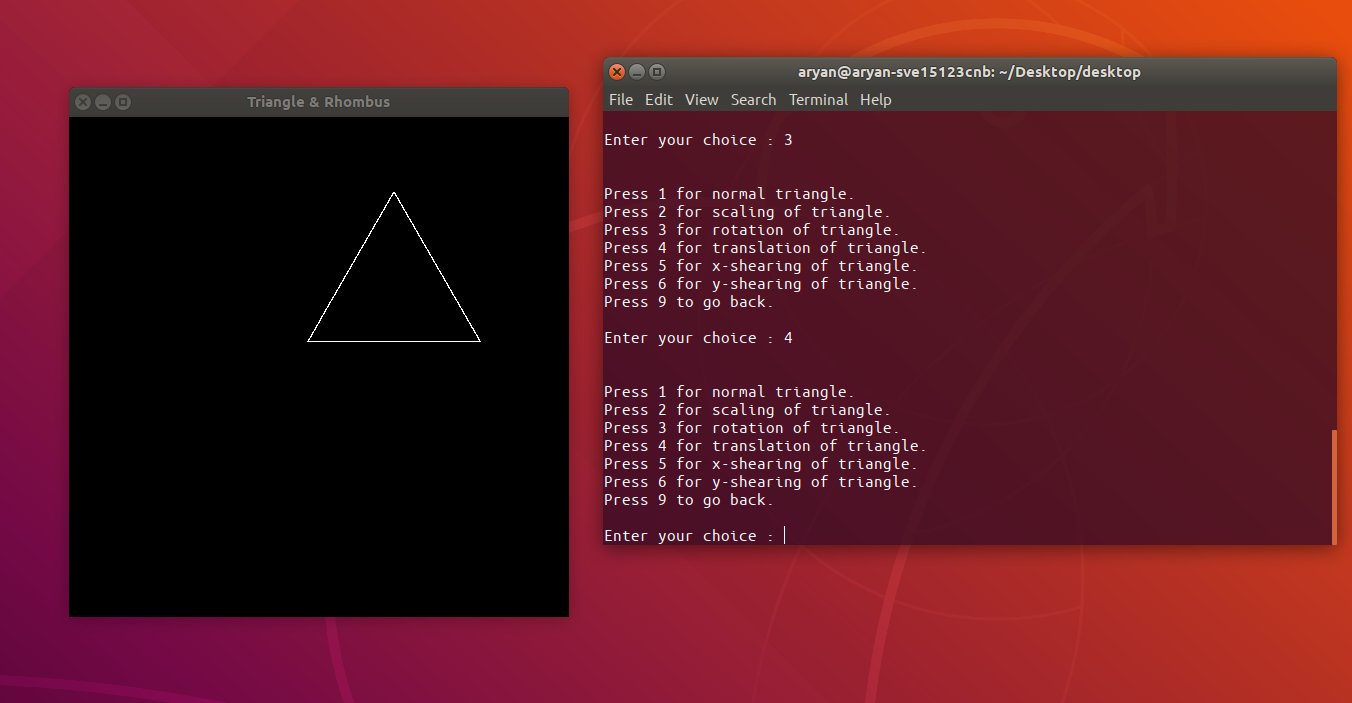 Triangle & Rhombus
aryan@aryan-sve15123cnb: ~/Desktop/desktop
File Edit View Search Terminal Help
Enter your choice : 3
Press 1 for normal triangle.
Press 2 for scaling of triangle.
Press 3 for rotation of triangle.
Press 4 for translation of triangle.
Press 5 for x-shearing of triangle.
Press 6 for y-shearing of triangle.
Press 9 to go back.
Enter your choice : 4
Press 1 for normal triangle.
Press 2 for scaling of triangle.
Press 3 for rotation of triangle.
Press 4 for translation of triangle.
Press 5 for x-shearing of triangle.
Press 6 for y-shearing of triangle.
Press 9 to go back.
Enter your choice :